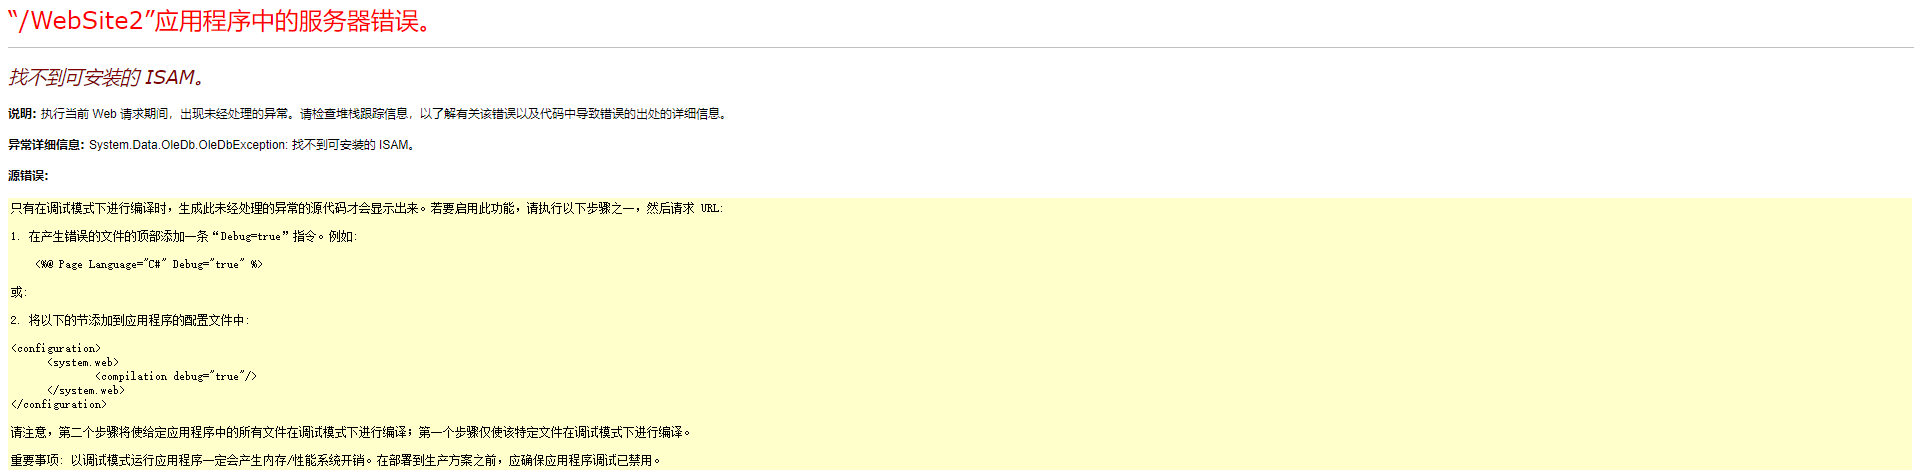 “/WebSite2”应用程序中的服务器错误。
找不到可安装的 ISAM。
说明: 执行当前 Web 请求期间，出现未经处理的异常。请检查堆栈跟踪信息，以了解有关该错误以及代码中导致错误的出处的详细信息。
异常详细信息: System.Data.OleDb.OleDbException: 找不到可安装的 ISAM。
源错误:
只有在调试模式下进行编译时，生成此未经处理的异常的源代码才会显示出来。若要启用此功能，请执行以下步骤之一，然后请求 URL:
1. 在产生错误的文件的顶部添加一条“Debug=true”指令。例如:
<%@ Page Language="C#" Debug="true" %>
或:
2. 将以下的节添加到应用程序的配置文件中:
<configuration>
<system.web>
<compilation debug="true"/>
</system.web>
</configuration>
请注意，第二个步骤将使给定应用程序中的所有文件在调试模式下进行编译；第一个步骤仅使该特定文件在调试模式下进行编译。
重要事项: 以调试模式运行应用程序一定会产生内存/性能系统开销。在部署到生产方案之前，应确保应用程序调试已禁用。